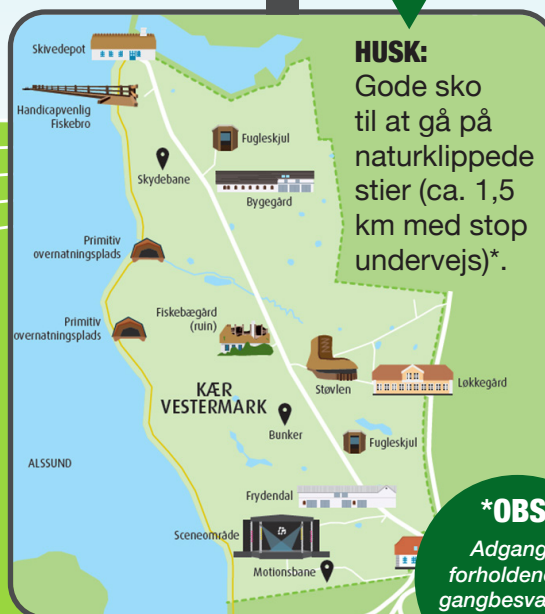 HUSK:
Gode sko
til at gå på
naturklippede
stier (ca. 1,5
km med stop
undervejs)*.
Skivedepot
Handicapvenlig
Fiskebro
Fugleskjul
Skydebane
Bygegård
Primitiv
overnatningsplads
Fiskebægård
(ruin)
Primitiv
overnatningsplads
Støvlen
Løkkegård
KÆR
VESTERMARK
Bunker
Fugleskjul
ALSSUND
Frydendal
Sceneområde
Motionsbane
*OBS
Adgang
forholdene
gangbesvæ